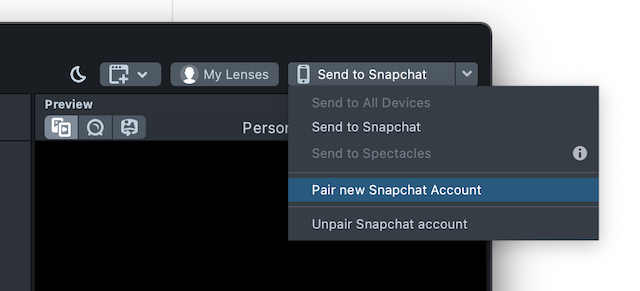 My Lenses
Send to Snapchat
Preview
Person
Send to All Devices
Send to Snapchat
Send to Spectacles
Pair new Snapchat Account
Unpair Snapchat account